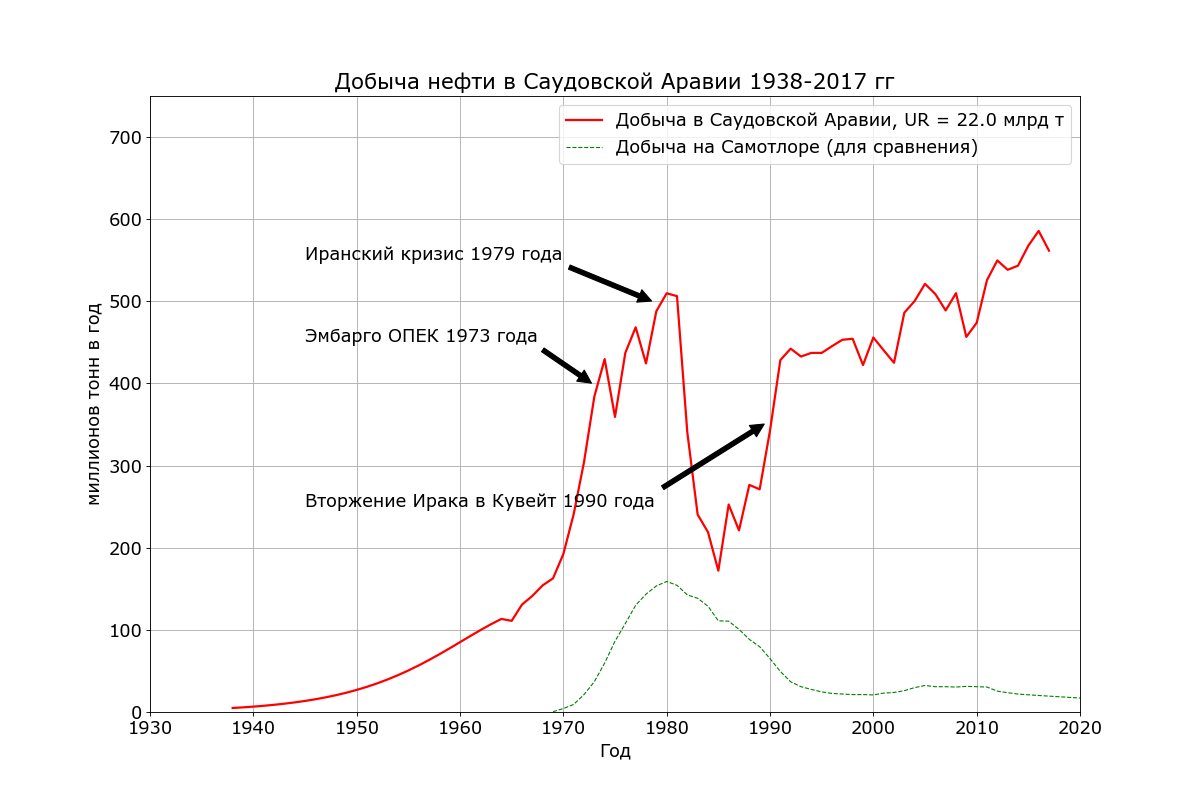 Добыча нефти в Саудовской Аравии 1938-2017 гг
Добыча в Саудовской Аравии, UR = 22.0 млрд т
Добыча на Самотлоре (для сравнения)
700
600
500
400
300
200
100
0
миллионов тонн в год
Иранский кризис 1979 года
Эмбарго ОПЕК 1973 года
Вторжение Ирака в Кувейт 1990 года
1930 1940 1950 1960 1970 1980 1990 2000 2010 2020
Год